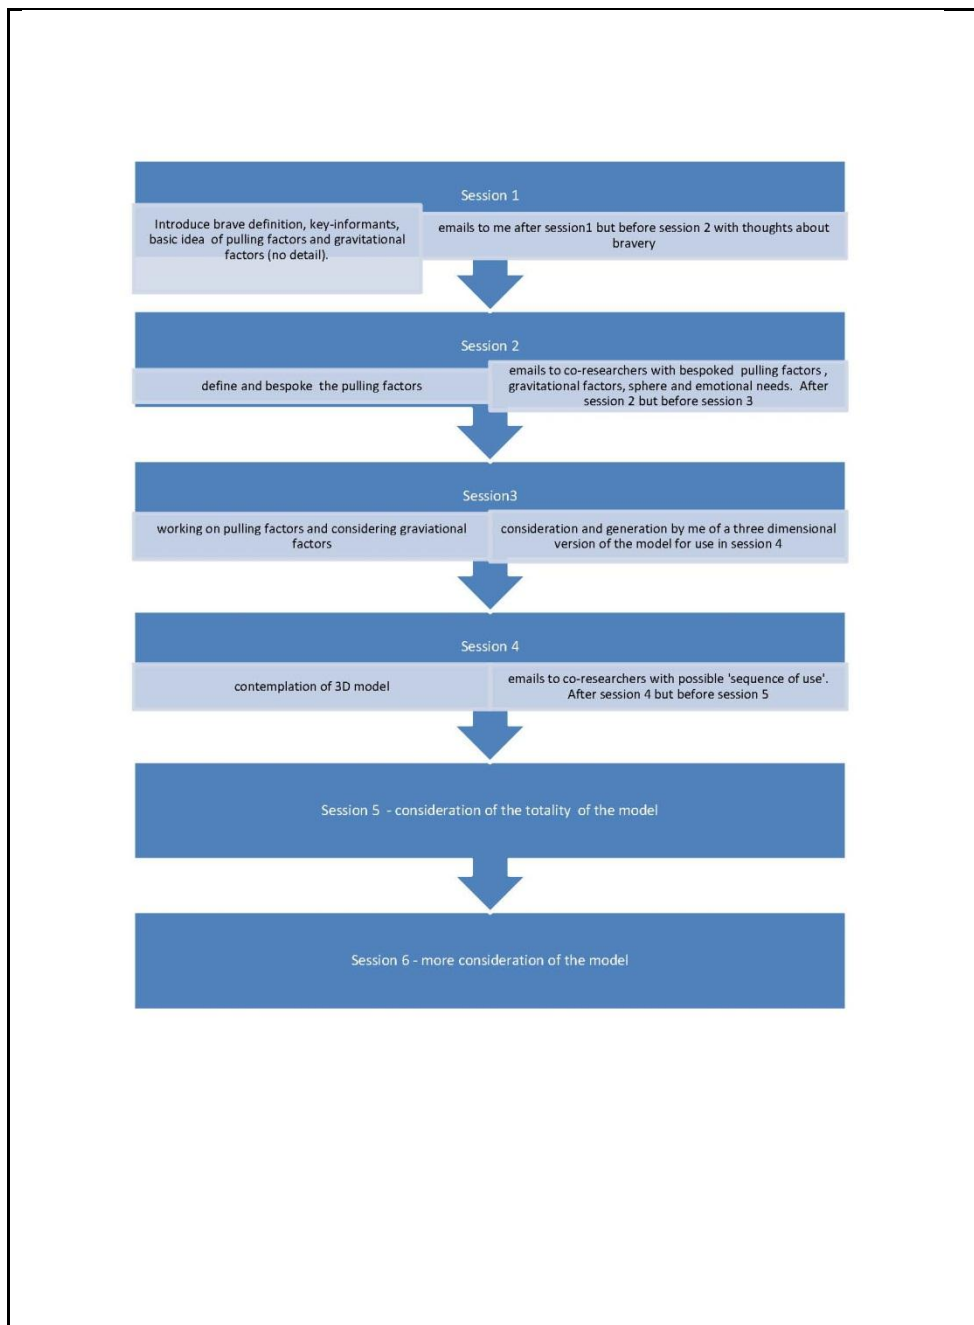 Session 1
Introduce brave definition, key-informants,
basic idea of pulling factors and gravitational
factors (no detail).
emails to me after session1 but before session 2 with thoughts about
bravery
Session 2
define and bespoke the pulling factors
emails to co-researchers with bespoked pulling factors ,
gravitational factors, sphere and emotional needs. After
session 2 but before session 3
Session3
working on pulling factors and considering graviational
factors
consideration and generation by me of a three dimensional
version of the model for use in session 4
Session 4
contemplation of 3D model
emails to co-researchers with possible 'sequence of use'.
After session 4 but before session 5
Session 5 - consideration of the totality of the model
Session 6 - more consideration of the model